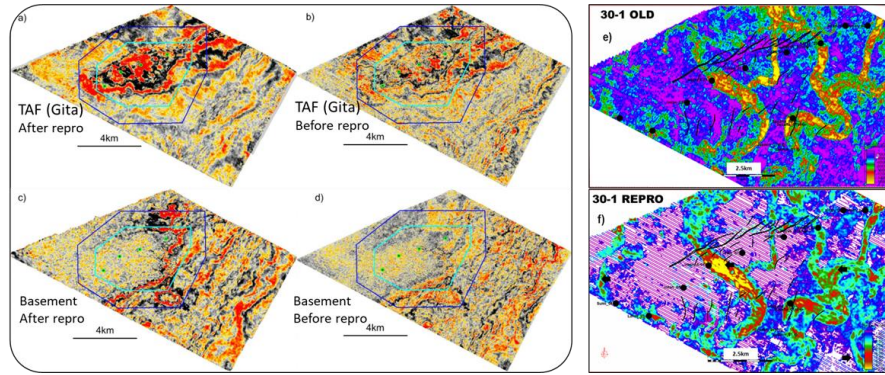 a)
TAF (Gita)
After repro
4km
b)
TAF (Gita)
Before repro
4km
c)
Basement
After repro
4km
d)
Basement
Before repro
4km
30-1 OLD
e)
2.5km
30-1 REPRO
f)
2.5km